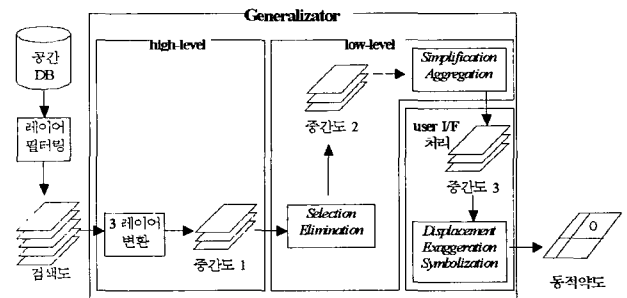 Generalizator
high-level
low-level
공간
DB
레이어
필터링
검색도
3 레이어
변환
중간도 1
Selection
Elimination
중간도 2
Simplification
Aggregation
user I/F
처리
중간도 3
Displacement
Exaggeration
Symbolization
동적약도